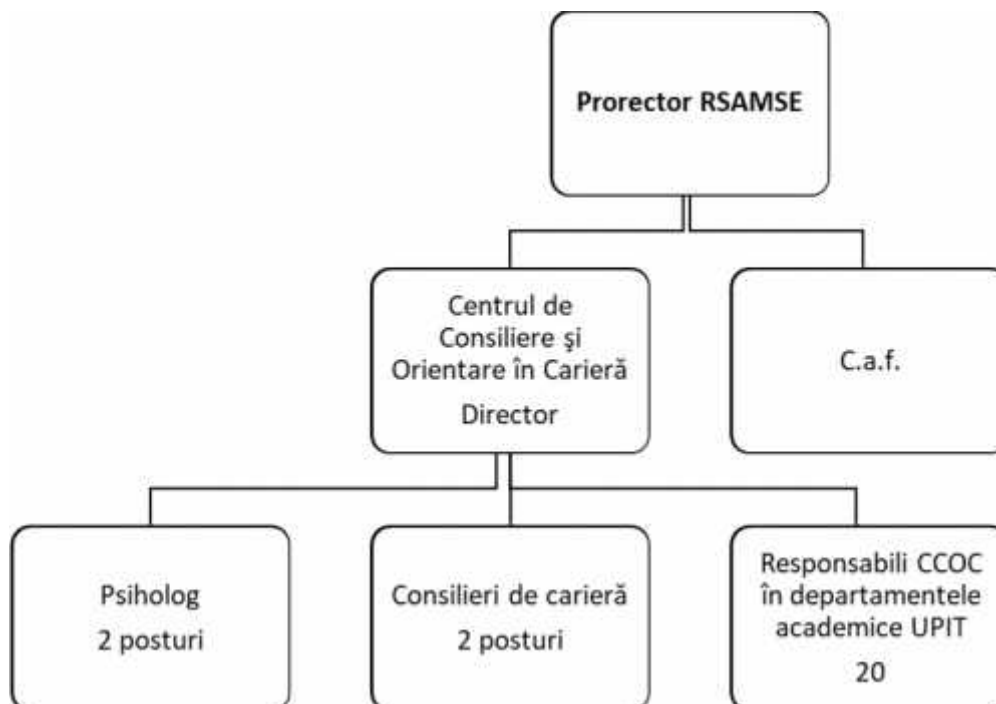 Prorector RSAMSE
Centrul de
Consiliere şi
Orientare în Carieră
Director
C.a.f.
Psiholog
2 posturi
Consilieri de carieră
2 posturi
Responsabili CCOC
în departamentele
academice UPIT
20